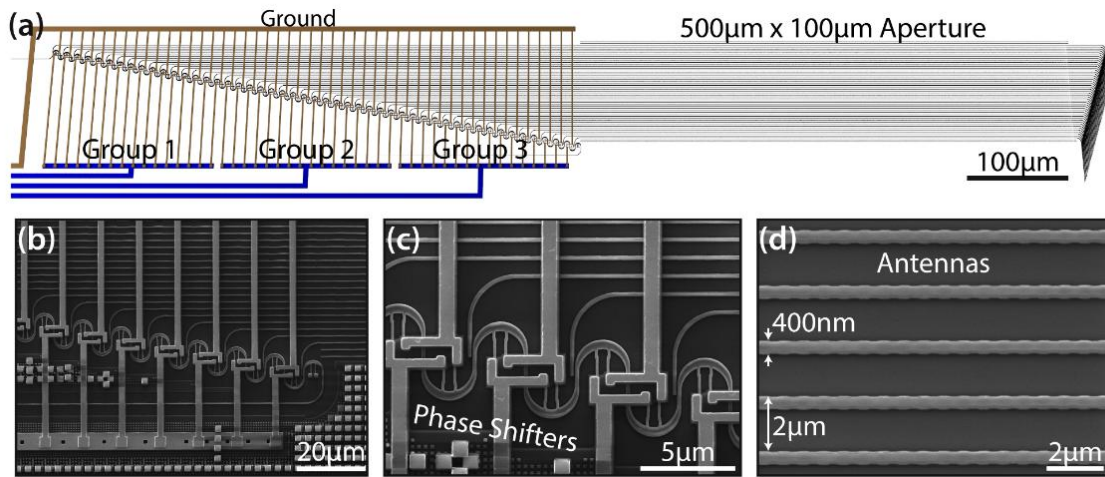 (a)
Ground
500μm x 100μm Aperture
Group 1
Group 2
Group 3
100μm
(b)
20μm
(c)
Phase Shifters
5μm
(d)
Antennas
400nm
2μm
2μm